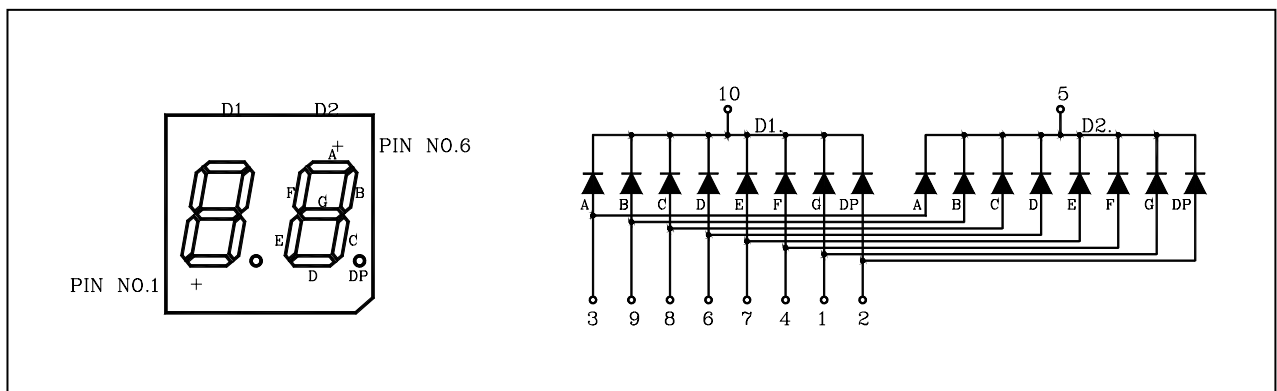 D1 D2
PIN NO.6
A
F B
G
E C
D DP
PIN NO.1
10 5
D1. D2.
A B C D E F G DP A B C D E F G DP
3 9 8 6 7 4 1 2